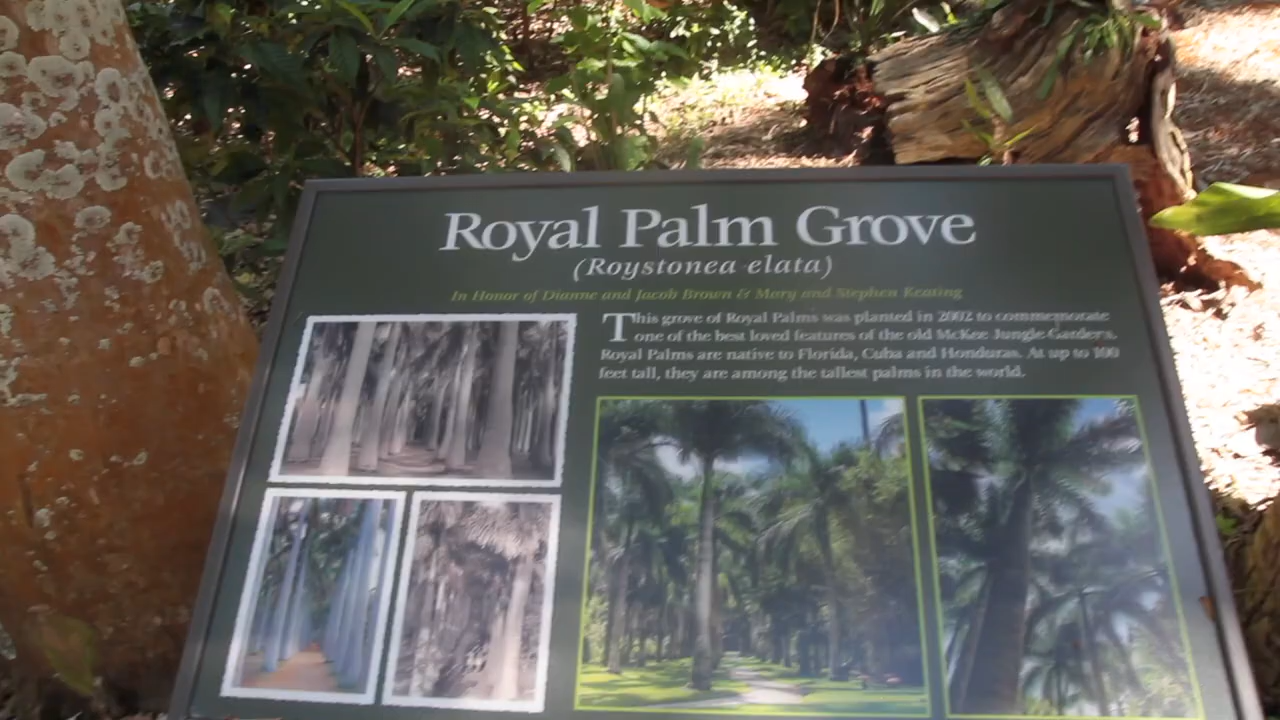 Royal Palm Grove
(Roystonea elata)
In Honor of Dianne and Jacob Brown & Mary and Stephen Keating
This grove of Royal Palms was planted in 2002 to commemorate
one of the best loved features of the old McKee Jungle Gardens.
Royal Palms are native to Florida, Cuba and Honduras. At up to 100
feet tall, they are among the tallest palms in the world.